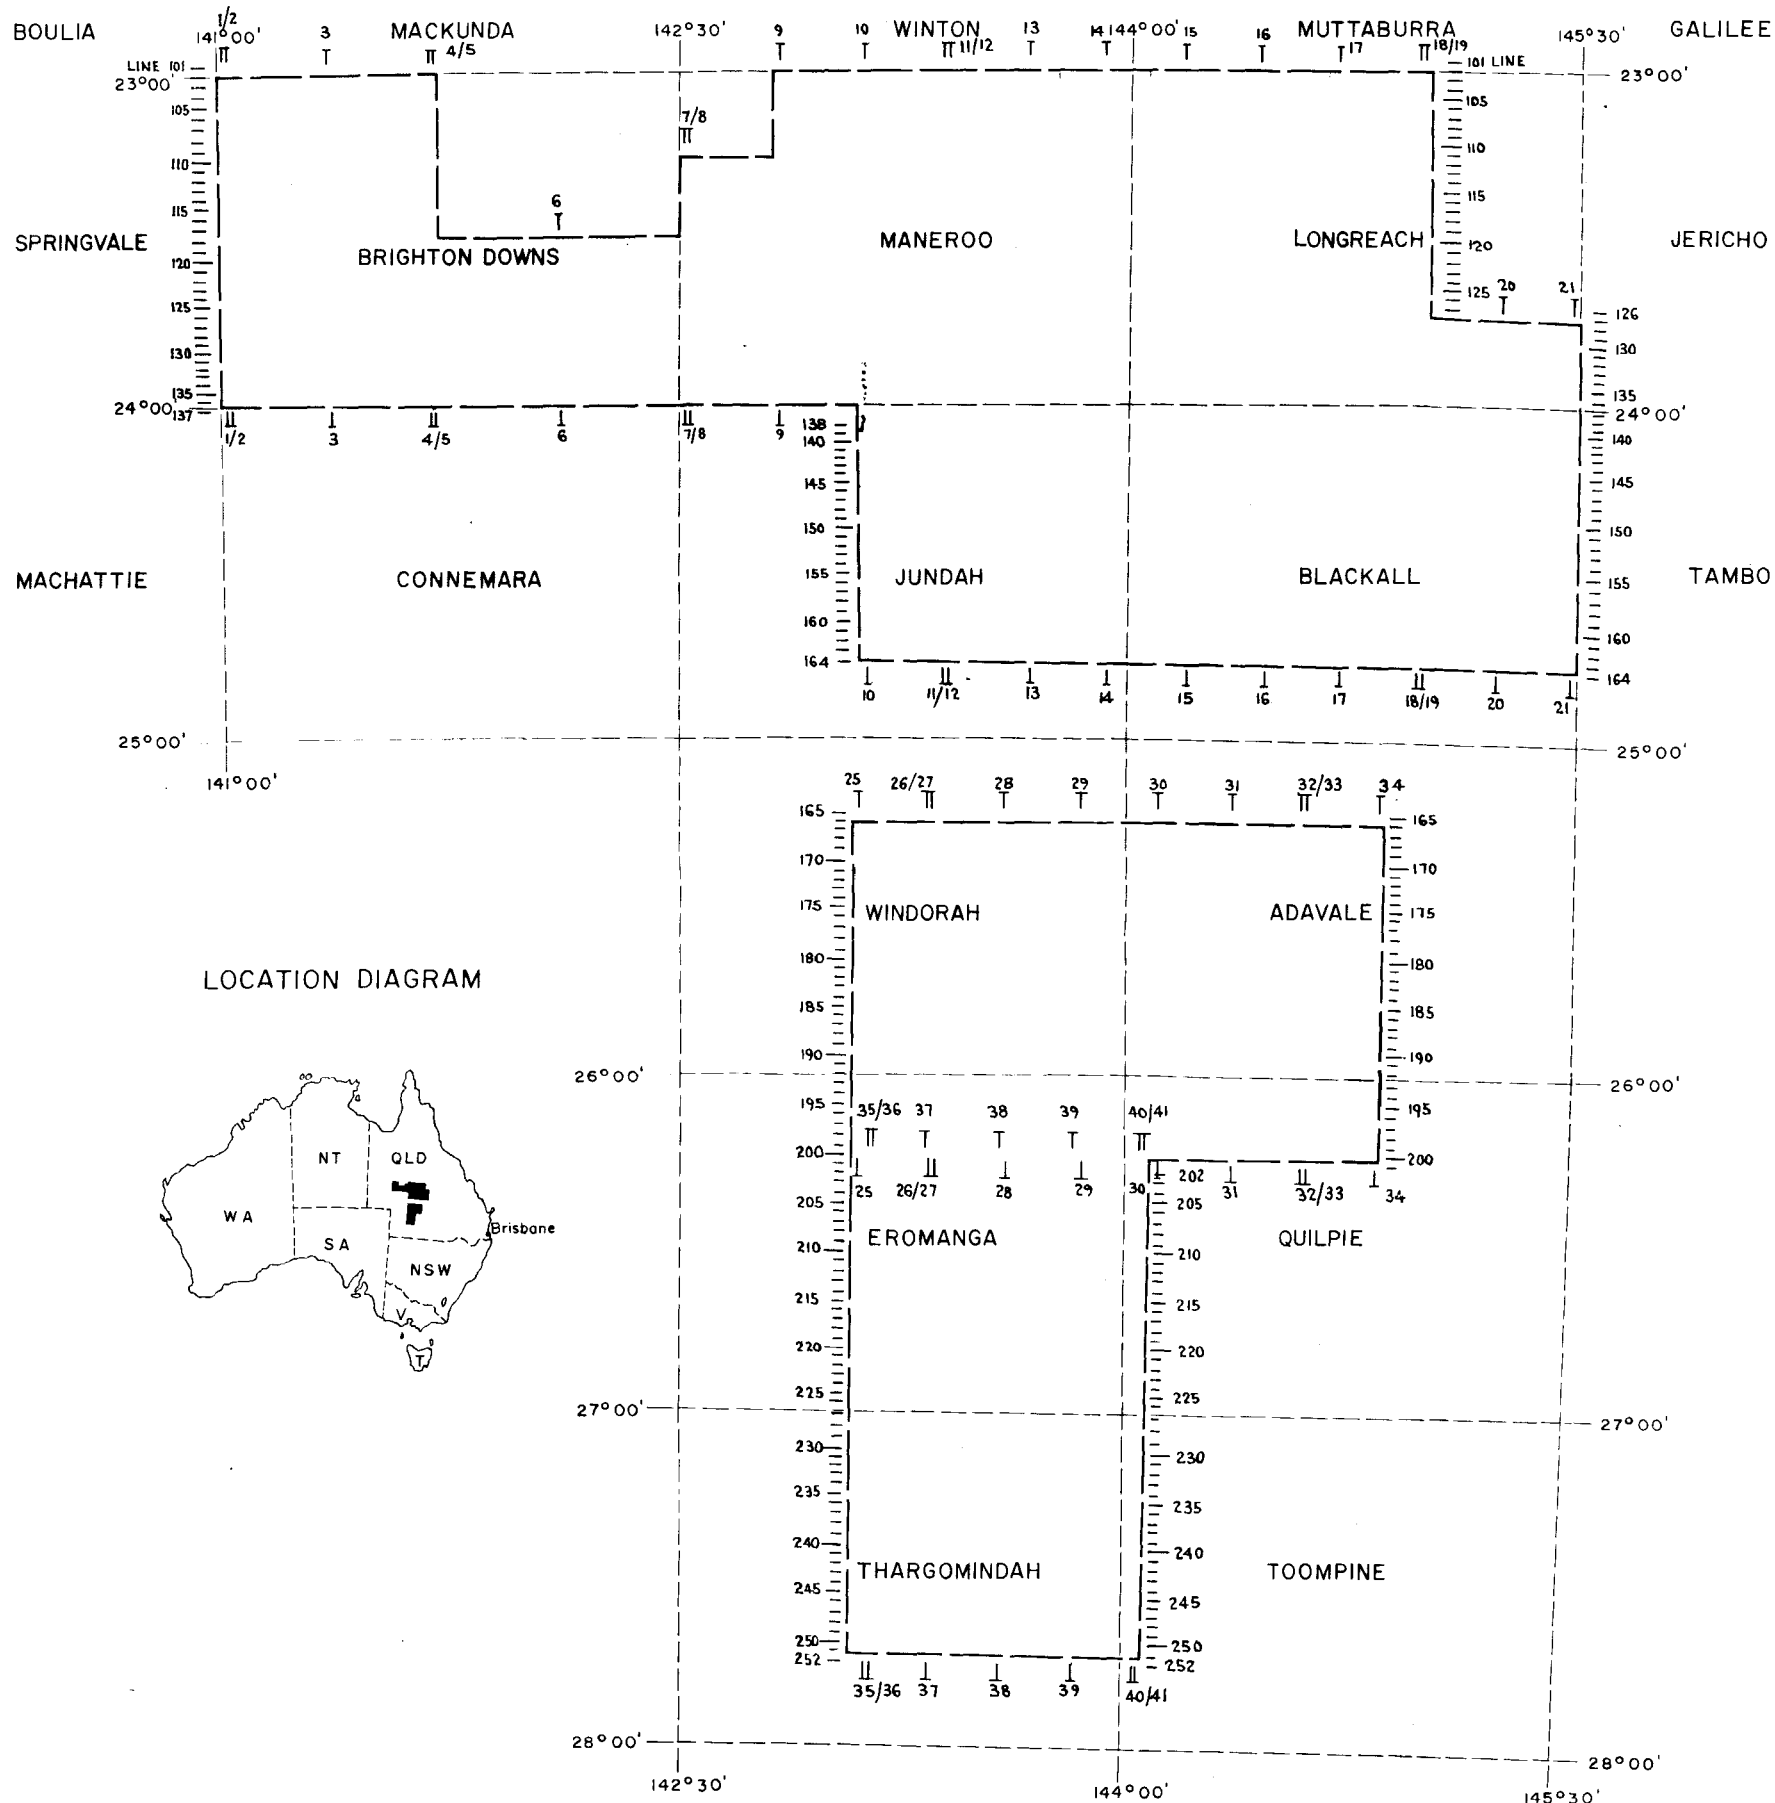 1/2
BOULIA 141°00' 3 MACKUNDA 4/5 142°30' 9 10 WINTON 11/12 13 14 144°00' 15 16 MUTTABURRA 17 18/19 145°30' GALILEE
LINE 101 101 LINE
23°00' 23°00'
105 105
7/8
110 110
6
115 115
SPRINGVALE BRIGHTON DOWNS MANEROO LONGREACH JERICHO
120 120
125 125 20 21 126
130 130
135 135
24°00' 24°00'
137 1/2 3 4/5 6 7/8 9 138
140 140
145 145
150 150
155 155
MACHATTIE CONNEMARA JUNDAH BLACKALL TAMBO
160 160
164 164
10 11/12 13 14 15 16 17 18/19 20 21
25°00' 25°00'
141°00'
25 26/27 28 29 30 31 32/33 34
165 165
170 170
175 WINDORAH ADAVALE 175
180 180
LOCATION DIAGRAM
185 185
190 190
26°00' 26°00'
195 195
35/36 37 38 39 40/41
200 200
25 26/27 28 29 30 202 31 32/33 34
205 205
EROMANGA QUILPIE
210 210
215 215
220 220
225 225
27°00' 27°00'
230 230
235 235
240 240
THARGOMINDAH TOOMPINE
245 245
250 250
252 252
35/36 37 38 39 40/41
28°00' 28°00'
142°30' 144°00' 145°30'
NT QLD
WA
Brisbane
SA
NSW
V
T